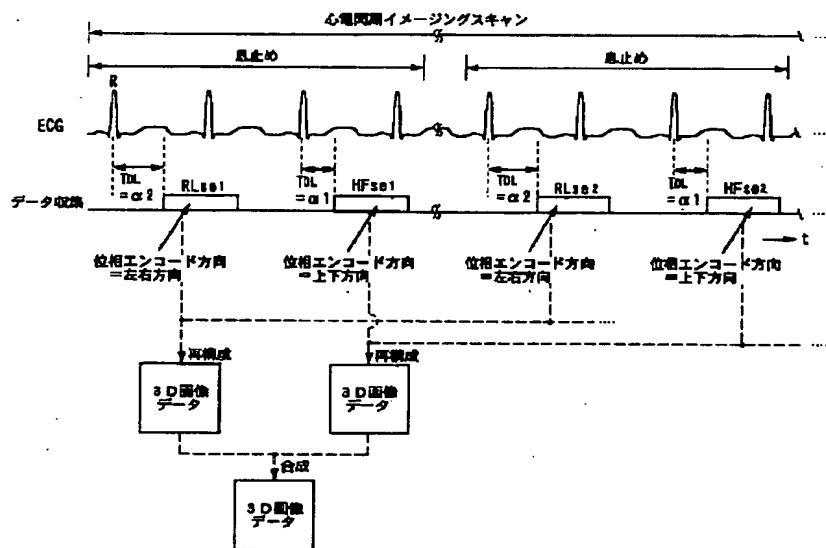 心電同期イメージングスキャン
息止め
息止め
R
ECG
TDL
=α2
RLse1
TDL
=α1
HFse1
TDL
=α2
RLse2
TDL
=α1
HFse2
データ収集
t
位相エンコード方向
=左右方向
位相エンコード方向
=上下方向
位相エンコード方向
=左右方向
位相エンコード方向
=上下方向
再構成
再構成
3D画像
データ
3D画像
データ
合成
3D画像
データ